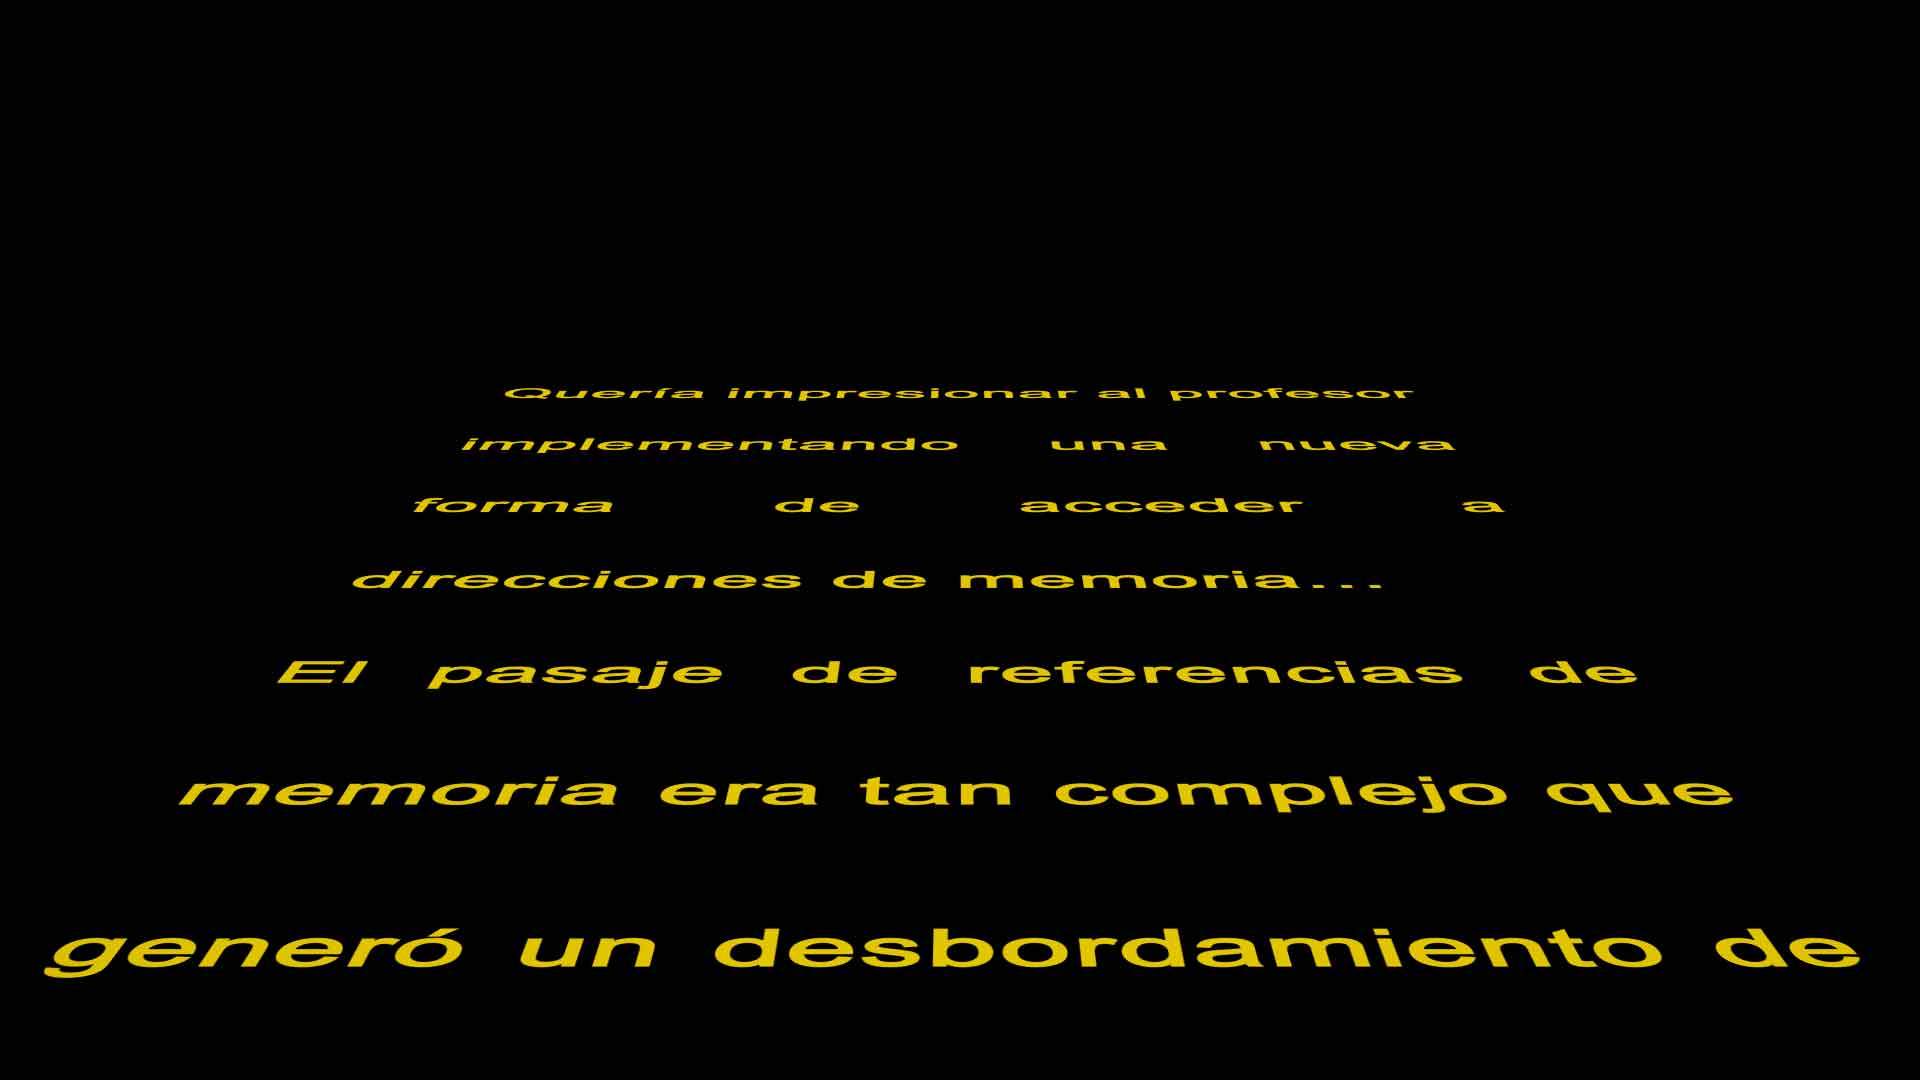 Quería impresionar al profesor
implementando una nueva
forma de acceder a
direcciones de memoria...
El pasaje de referencias de
memoria era tan complejo que
generó un desbordamiento de